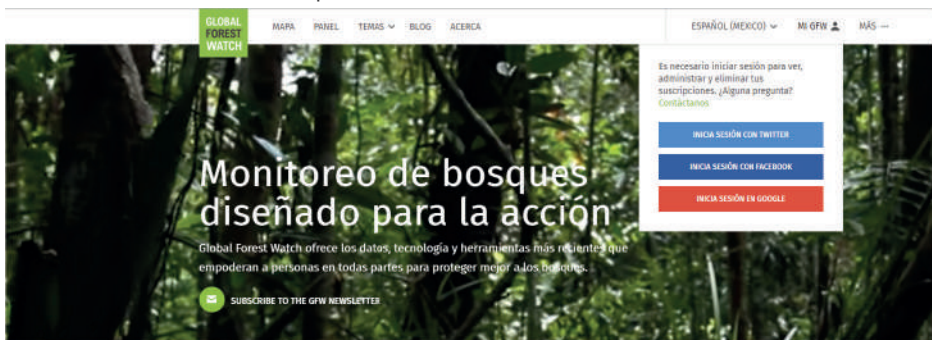 GLOBAL
FOREST
WATCH
MAPA PANEL TEMAS BLOG ACERCA
ESPAÑOL (MEXICO) MI GFW MÁS
Es necesario iniciar sesión para ver,
administrar y eliminar tus
suscripciones. ¿Alguna pregunta?
Contáctanos
INICIA SESIÓN CON TWITTER
INICIA SESIÓN CON FACEBOOK
INICIA SESIÓN EN GOOGLE
Monitoreo de bosques
diseñado para la acción
Global Forest Watch ofrece los datos, tecnología y herramientas más recientes que
empoderan a personas en todas partes para proteger mejor a los bosques.
SUBSCRIBE TO THE GFW NEWSLETTER